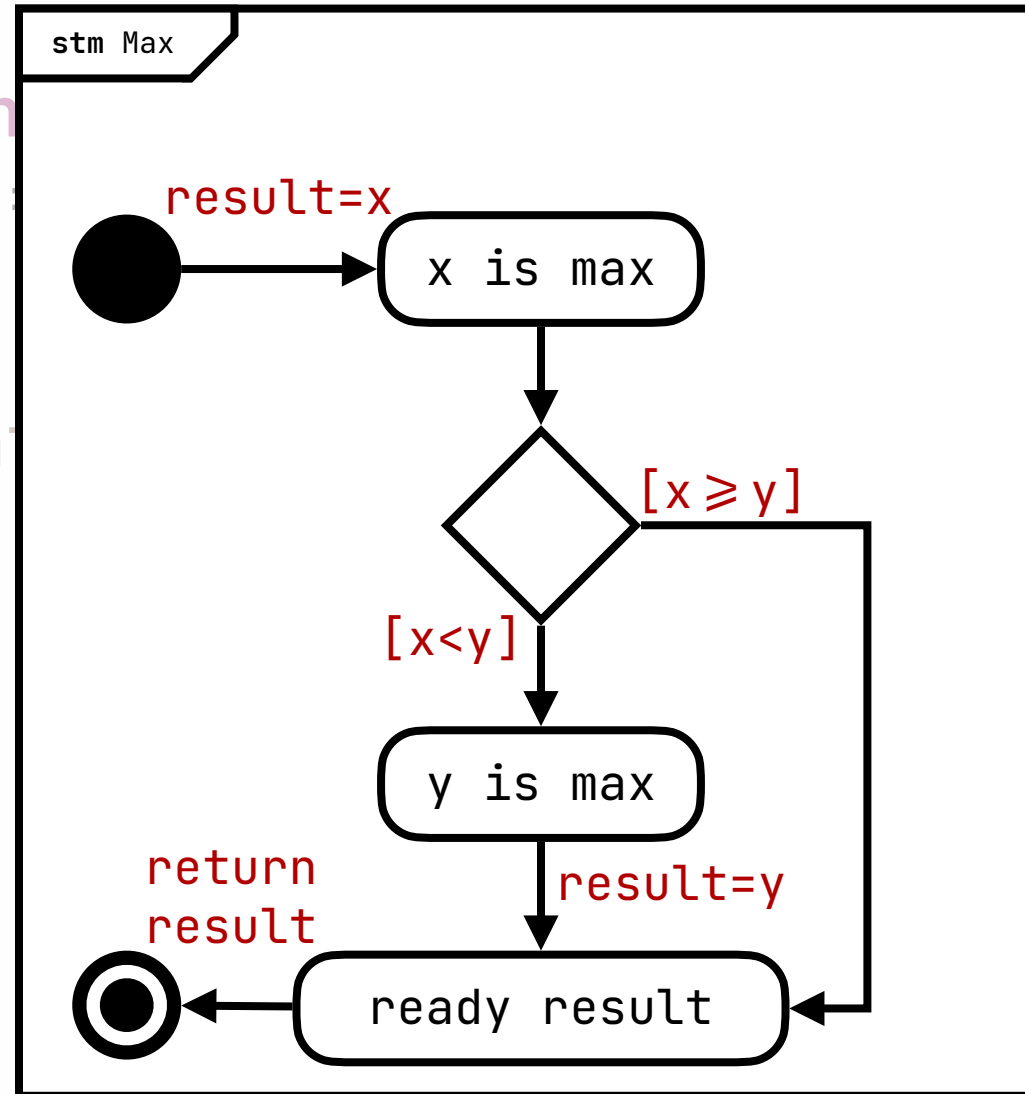 stm Max
result=x
x is max
[x⩾y]
[x<y]
y is max
return
result
result=y
ready result